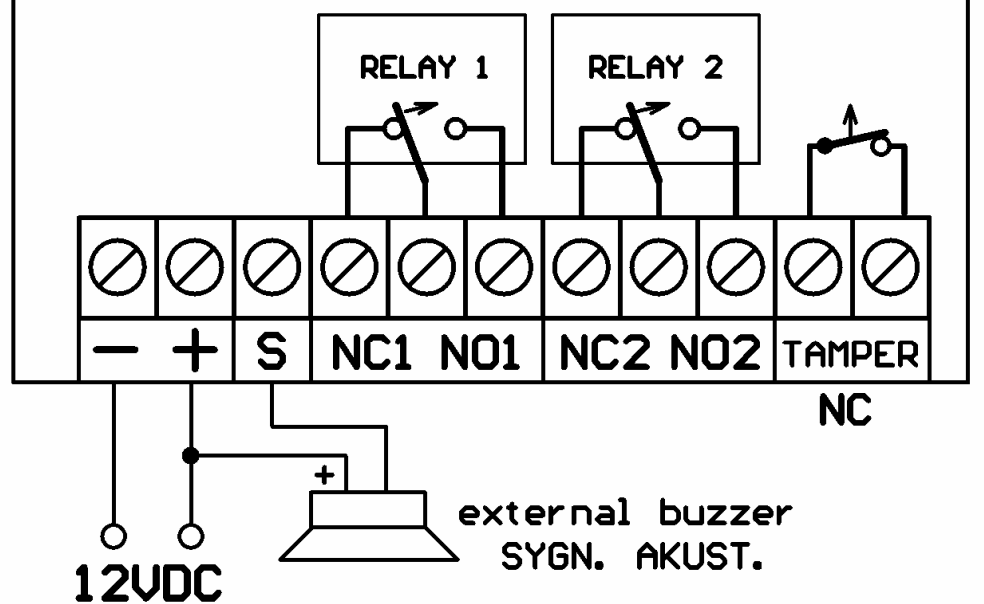 RELAY 1 RELAY 2
- + S NC1 NO1 NC2 NO2 TAMPER
NC
+
external buzzer
SYGN. AKUST.
12VDC